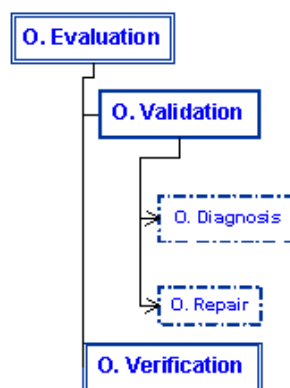 O. Evaluation
O. Validation
O. Diagnosis
O. Repair
O. Verification